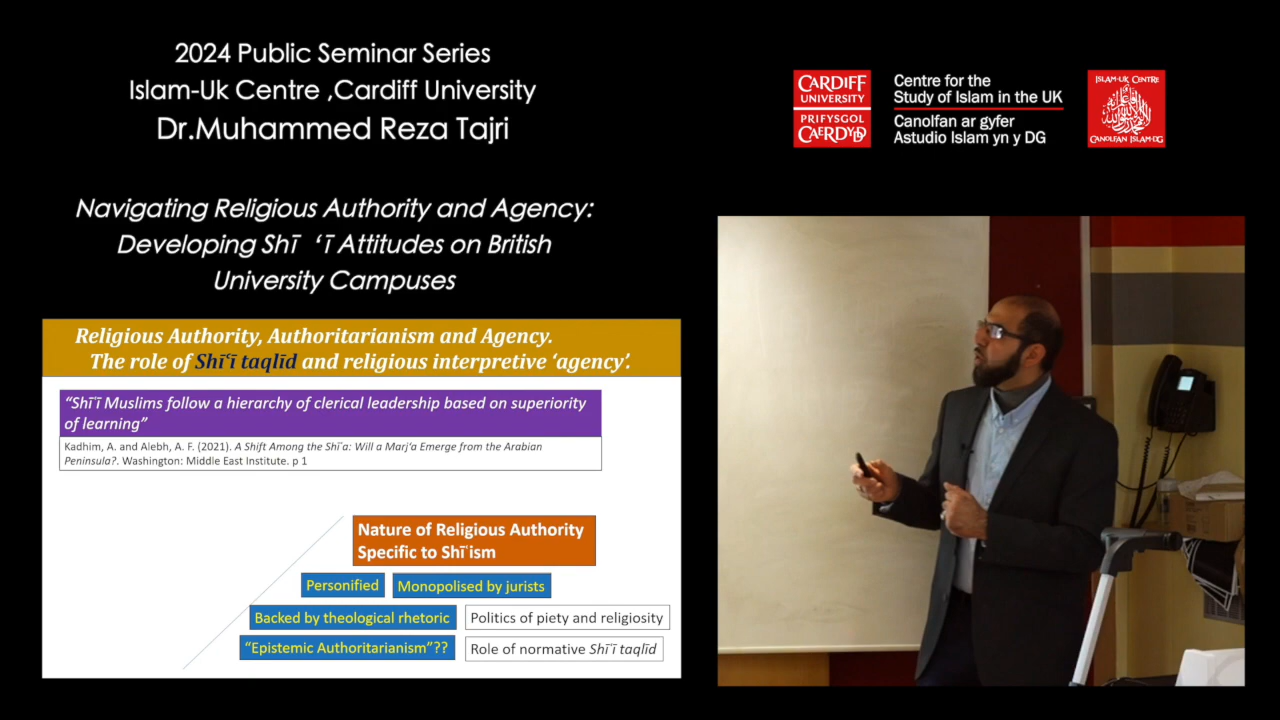 2024 Public Seminar Series
Islam-Uk Centre ,Cardiff University
Dr.Muhammed Reza Tajri
Navigating Religious Authority and Agency:
Developing Shī ‘ī Attitudes on British
University Campuses
CARDIFF
UNIVERSITY
PRIFYSGOL
CAERDYDD
Centre for the
Study of Islam in the UK
Canolfan ar gyfer
Astudio Islam yn y DG
ISLAM-UK CENTRE
CANOLFAN ISLAM-DG
Religious Authority, Authoritarianism and Agency.
The role of Shīʿī taqlīd and religious interpretive ‘agency’.
“Shīʿī Muslims follow a hierarchy of clerical leadership based on superiority
of learning”
Kadhim, A. and Alebh, A. F. (2021). A Shift Among the Shīʿa: Will a Marjʿa Emerge from the Arabian
Peninsula?. Washington: Middle East Institute. p 1
Nature of Religious Authority
Specific to Shīʿism
Personified
Monopolised by jurists
Backed by theological rhetoric
Politics of piety and religiosity
“Epistemic Authoritarianism”??
Role of normative Shīʿī taqlīd